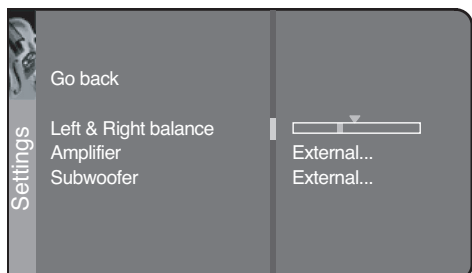 Settings
Go back
Left & Right balance
Amplifier External...
Subwoofer External...